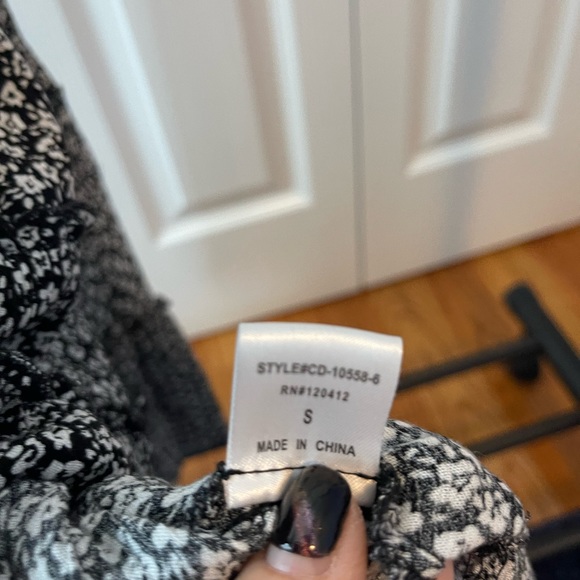 STYLE#CD-10558-6
RN#120412
S
MADE IN CHINA